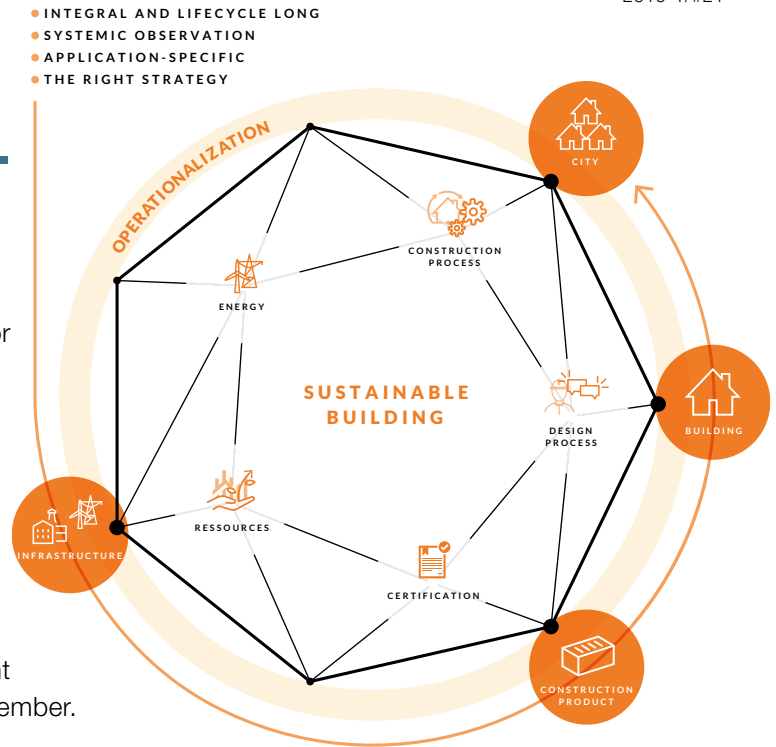 INTEGRAL AND LIFECYCLE LONG
SYSTEMIC OBSERVATION
APPLICATION-SPECIFIC
THE RIGHT STRATEGY
OPERATIONALIZATION
CITY
CONSTRUCTION
PROCESS
ENERGY
SUSTAINABLE
BUILDING
DESIGN
PROCESS
BUILDING
RESSOURCES
INFRASTRUCTURE
CERTIFICATION
CONSTRUCTION
PRODUCT
ember.